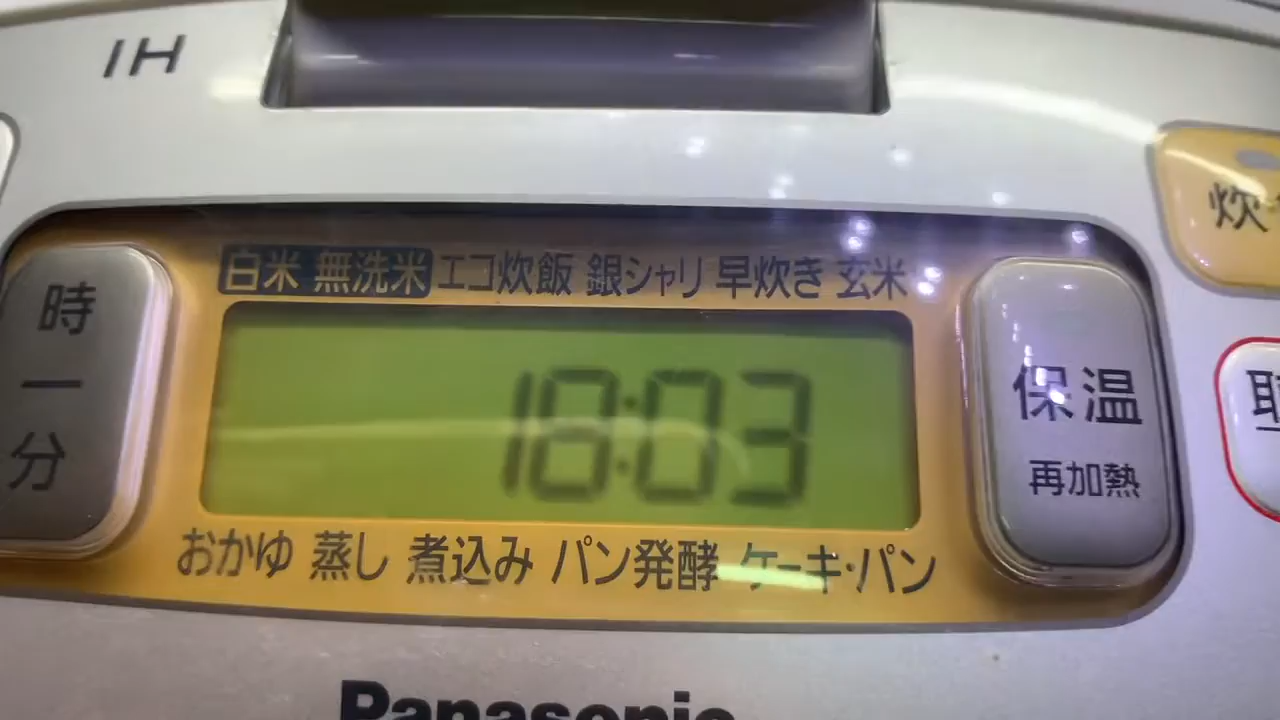 IH
炊
白米 無洗米 エコ炊飯 銀シャリ 早炊き 玄米
時
分
18:03
保温
再加熱
おかゆ 蒸し 煮込み パン発酵 ケーキ・パン
Panasonic